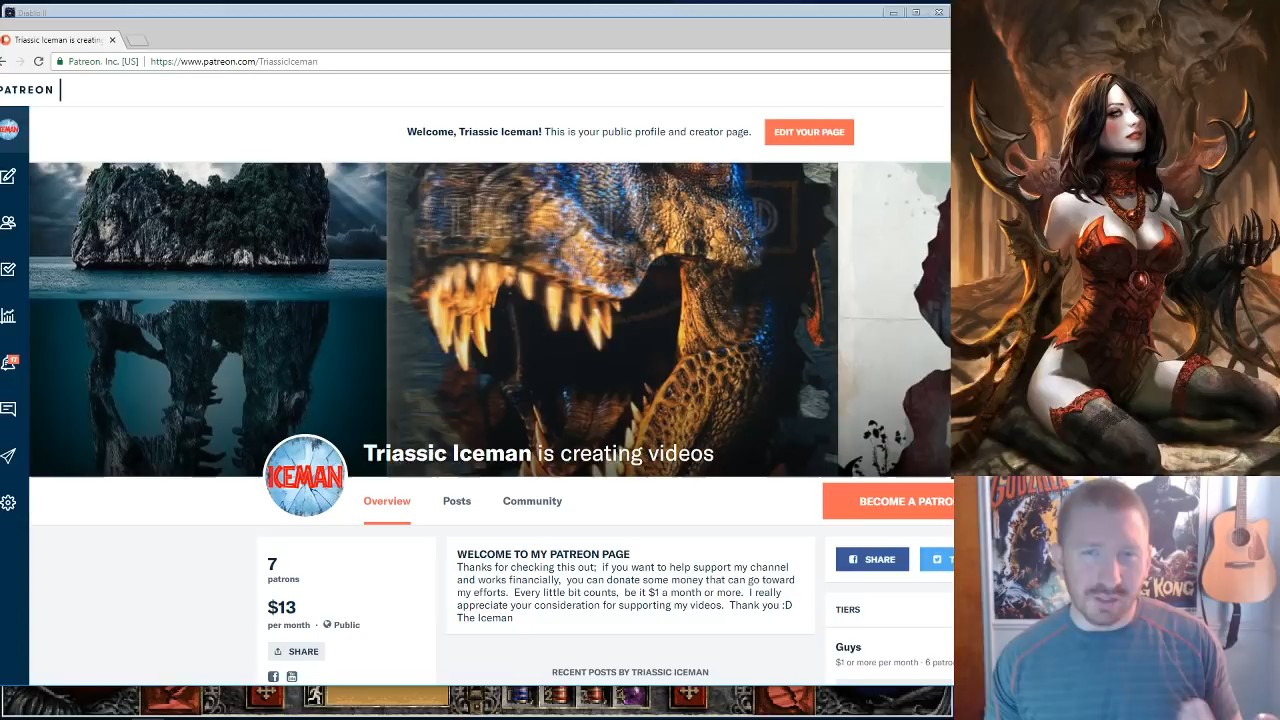 Diablo II
Triassic Iceman is creatin
Patreon, Inc. [US]
https://www.patreon.com/TriassicIceman
PATREON
Welcome, Triassic Iceman! This is your public profile and creator page.
EDIT YOUR PAGE
ICEMAN
Triassic Iceman is creating videos
Overview
Posts
Community
BECOME A PATRO
7
patrons
$13
per month · Public
SHARE
WELCOME TO MY PATREON PAGE
Thanks for checking this out; if you want to help support my channel
and works financially, you can donate some money that can go toward
my efforts. Every little bit counts, be it $1 a month or more. I really
appreciate your consideration for supporting my videos. Thank you :D
The Iceman
RECENT POSTS BY TRIASSIC ICEMAN
SHARE
TIERS
Guys
$1 or more per month · 6 patro
GODZILLA
KONG